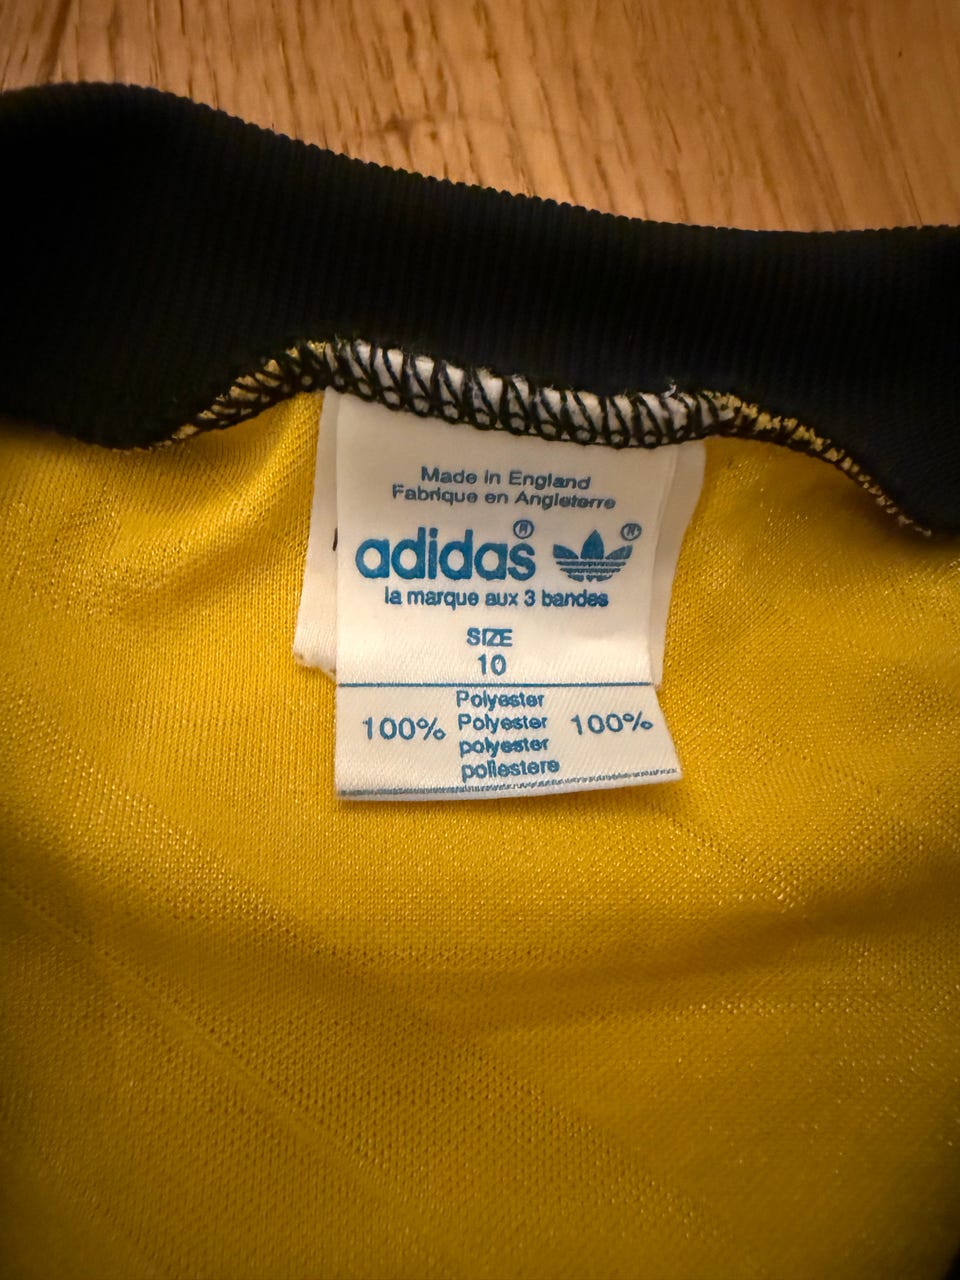 Made in England
Fabrique en Angleterre
adidas® ®
la marque aux 3 bandes
SIZE
10
Polyester
100% Polyester 100%
polyester
poliestere